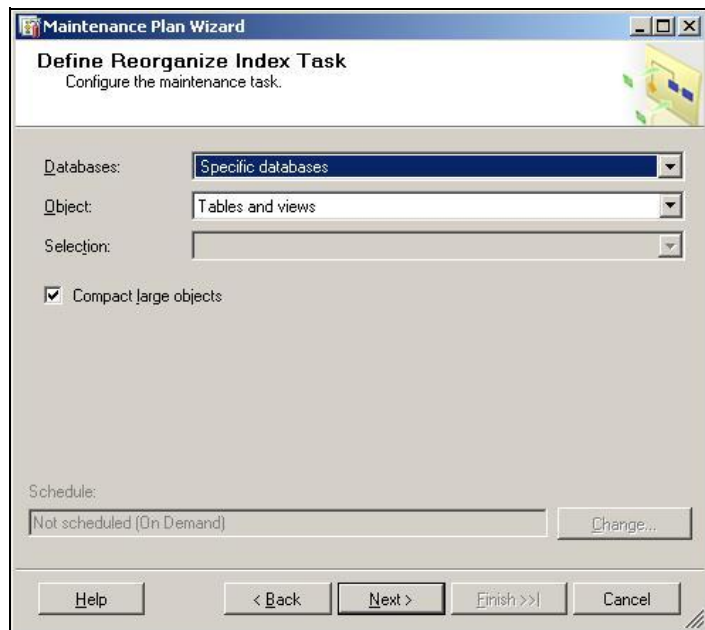 Maintenance Plan Wizard
Define Reorganize Index Task
Configure the maintenance task.
Databases: Specific databases
Object: Tables and views
Selection:
Compact large objects
Schedule:
Not scheduled (On Demand) Change...
Help < Back Next > Finish >>| Cancel